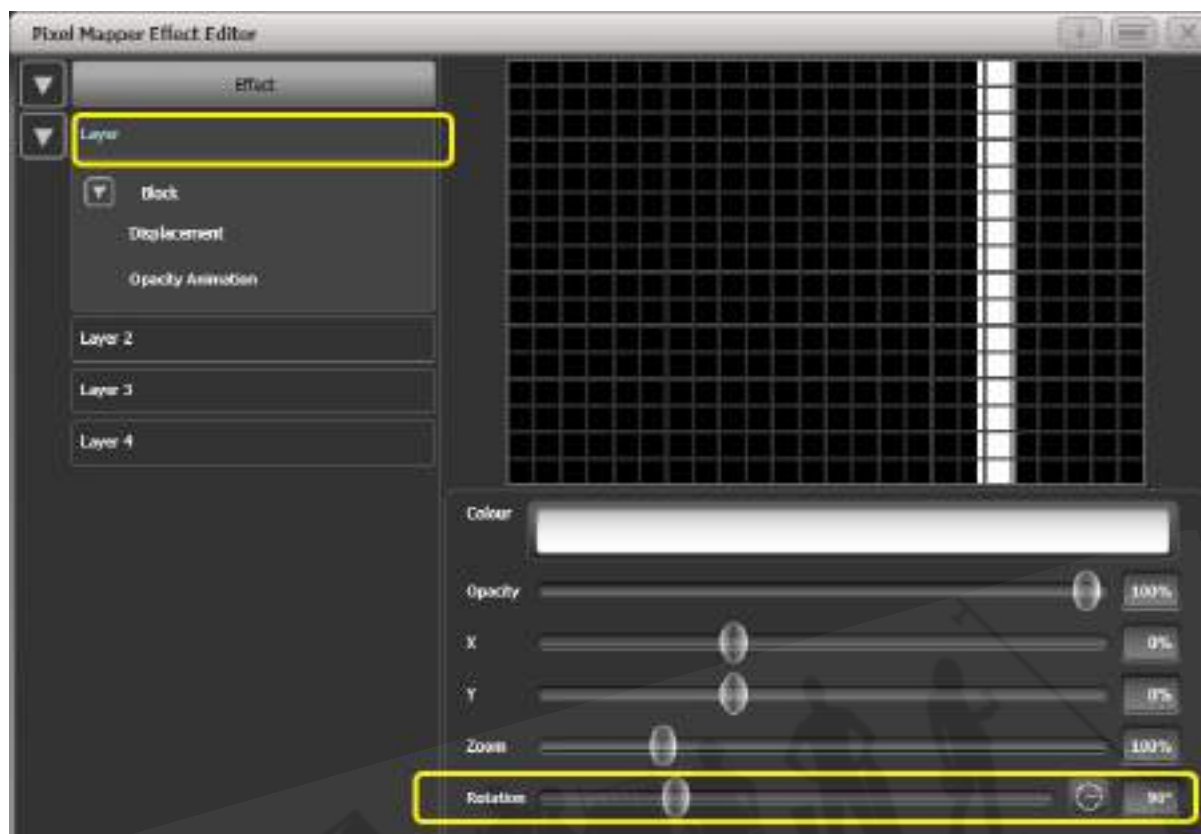 Pixel Mapper Effect Editor
Effect
Layer
Block
Displacement
Opacity Animation
Layer 2
Layer 3
Layer 4
Colour
Opacity 100%
X 0%
Y 0%
Zoom 100%
Rotation 90°